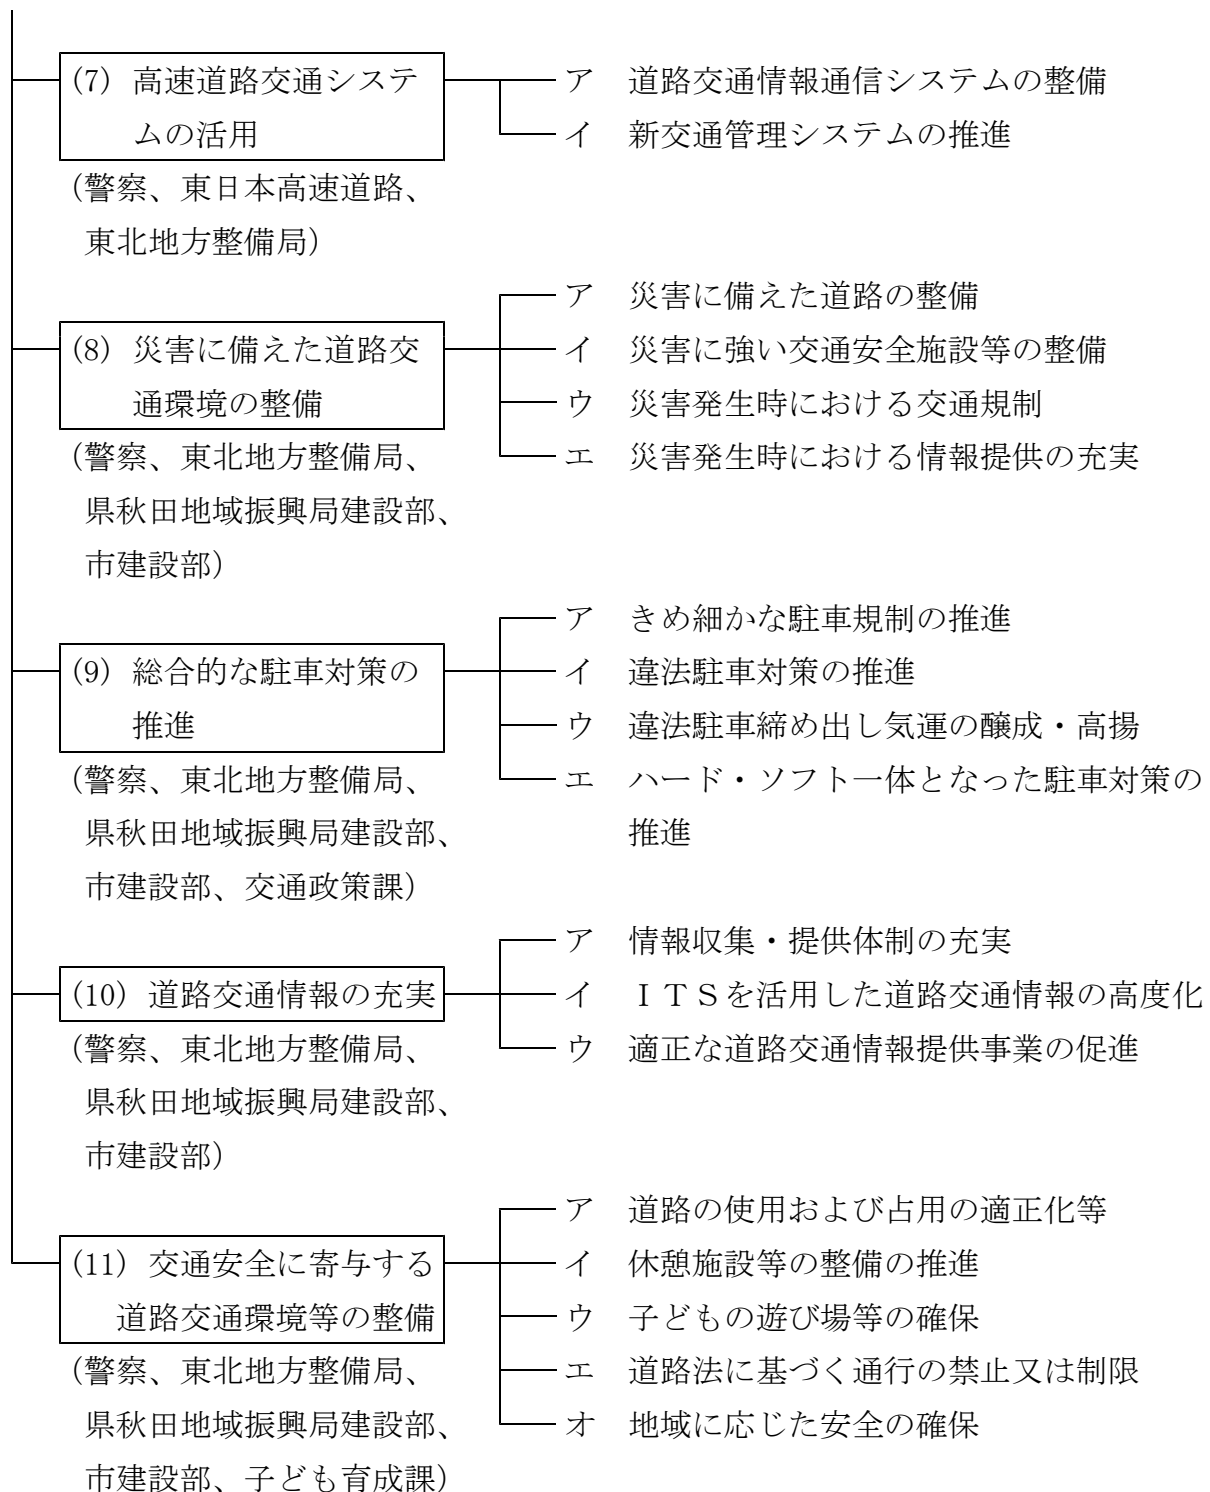 (7) 高速道路交通システ
ムの活用
(警察、東日本高速道路、
東北地方整備局)
ア 道路交通情報通信システムの整備
イ 新交通管理システムの推進
(8) 災害に備えた道路交
通環境の整備
(警察、東北地方整備局、
県秋田地域振興局建設部、
市建設部)
ア 災害に備えた道路の整備
イ 災害に強い交通安全施設等の整備
ウ 災害発生時における交通規制
エ 災害発生時における情報提供の充実
(9) 総合的な駐車対策の
推進
(警察、東北地方整備局、
県秋田地域振興局建設部、
市建設部、交通政策課)
ア きめ細かな駐車規制の推進
イ 違法駐車対策の推進
ウ 違法駐車締め出し気運の醸成・高揚
エ ハード・ソフト一体となった駐車対策の
推進
(10) 道路交通情報の充実
(警察、東北地方整備局、
県秋田地域振興局建設部、
市建設部)
ア 情報収集・提供体制の充実
イ ITSを活用した道路交通情報の高度化
ウ 適正な道路交通情報提供事業の促進
(11) 交通安全に寄与する
道路交通環境等の整備
(警察、東北地方整備局、
県秋田地域振興局建設部、
市建設部、子ども育成課)
ア 道路の使用および占用の適正化等
イ 休憩施設等の整備の推進
ウ 子どもの遊び場等の確保
エ 道路法に基づく通行の禁止又は制限
オ 地域に応じた安全の確保